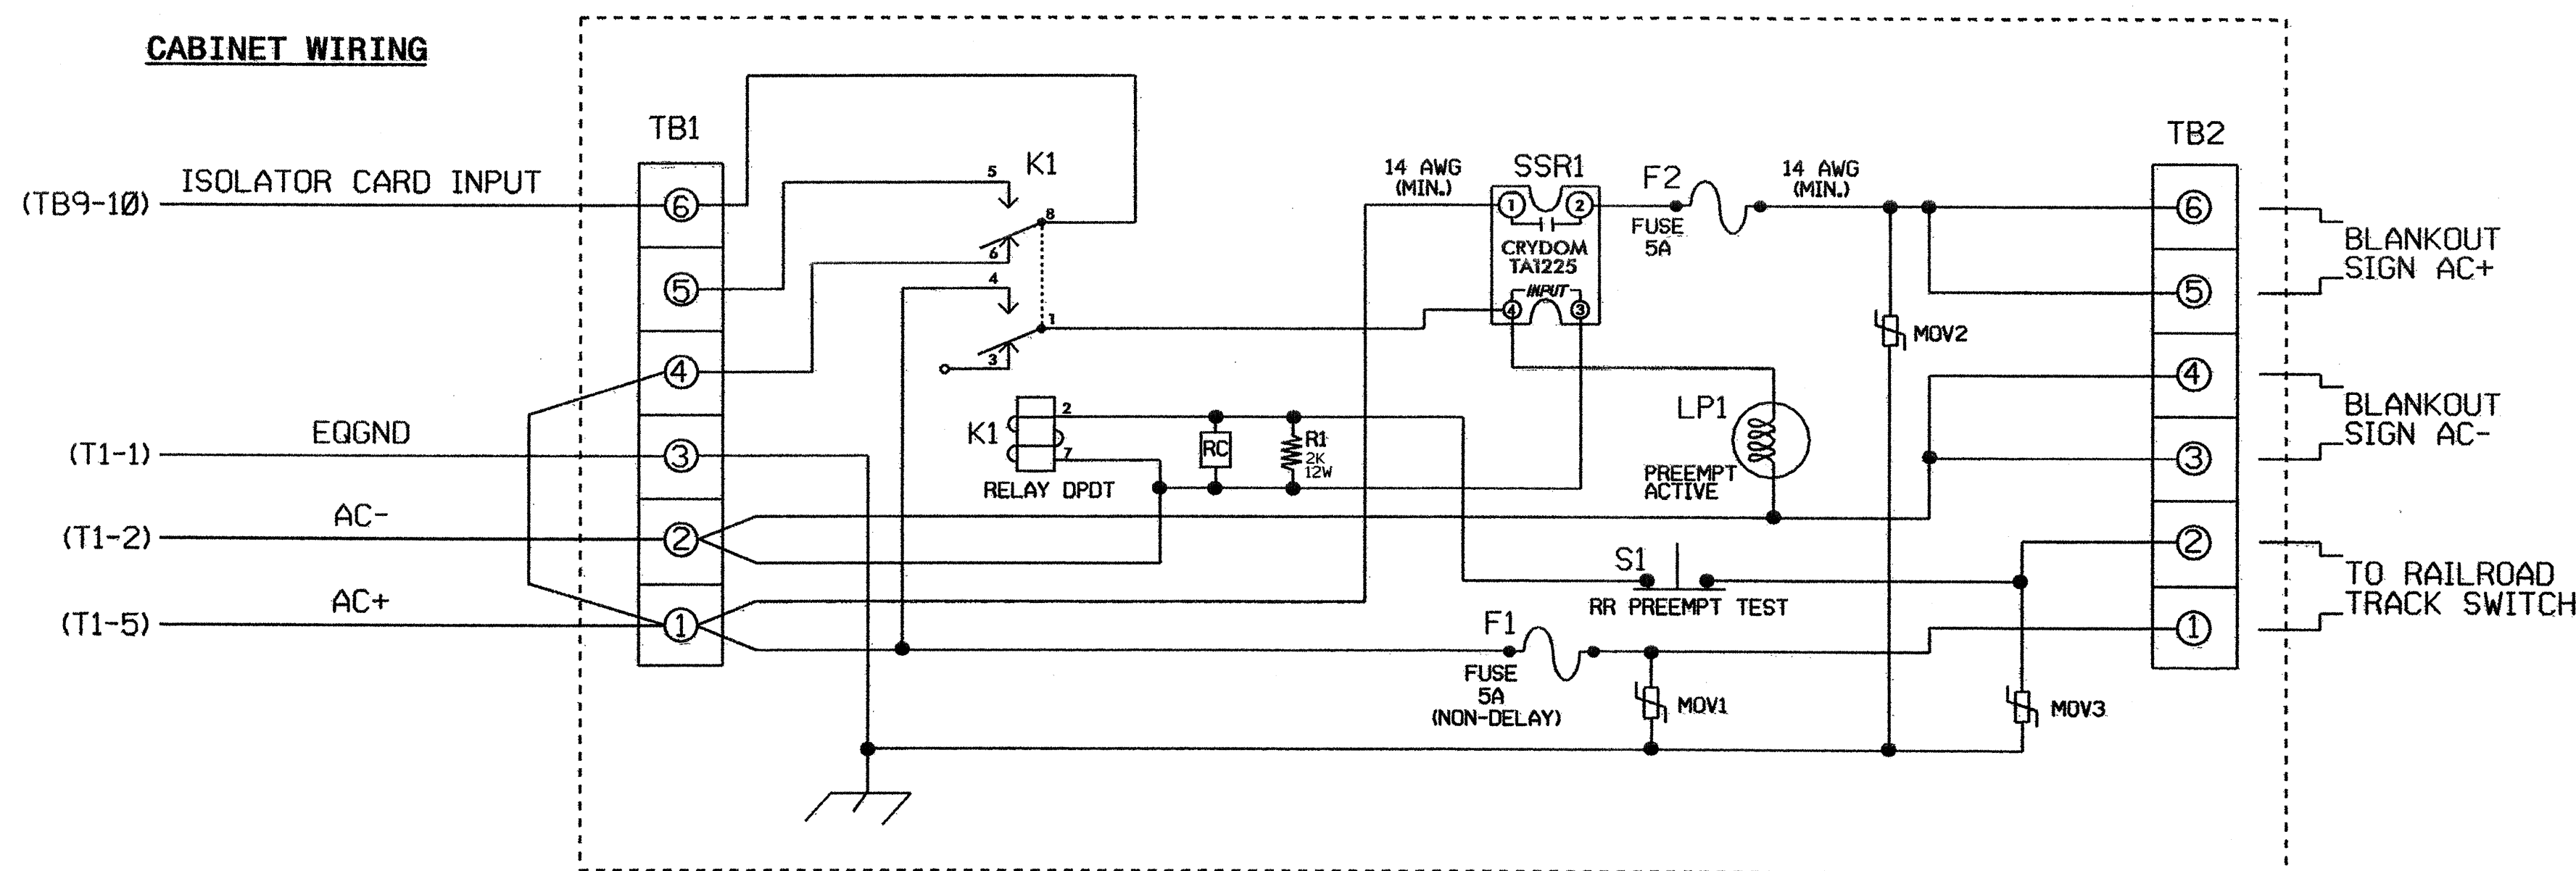 CABINET WIRING
TB1
TB2
(TB9-10)
ISOLATOR CARD INPUT
(T1-1)
EQGND
(T1-2)
AC-
(T1-5)
AC+
6
5
4
3
2
1
K1
5
8
6
4
1
3
K1
2
7
RELAY DPDT
RC
R1
2K
12W
14 AWG
(MIN.)
SSR1
1
2
CRYDOM
TA1225
INPUT
4
3
F2
FUSE
5A
14 AWG
(MIN.)
MOV2
LP1
PREEMPT
ACTIVE
S1
RR PREEMPT TEST
F1
FUSE
5A
(NON-DELAY)
MOV1
MOV3
6
5
4
3
2
1
BLANKOUT
SIGN AC+
BLANKOUT
SIGN AC-
TO RAILROAD
TRACK SWITCH